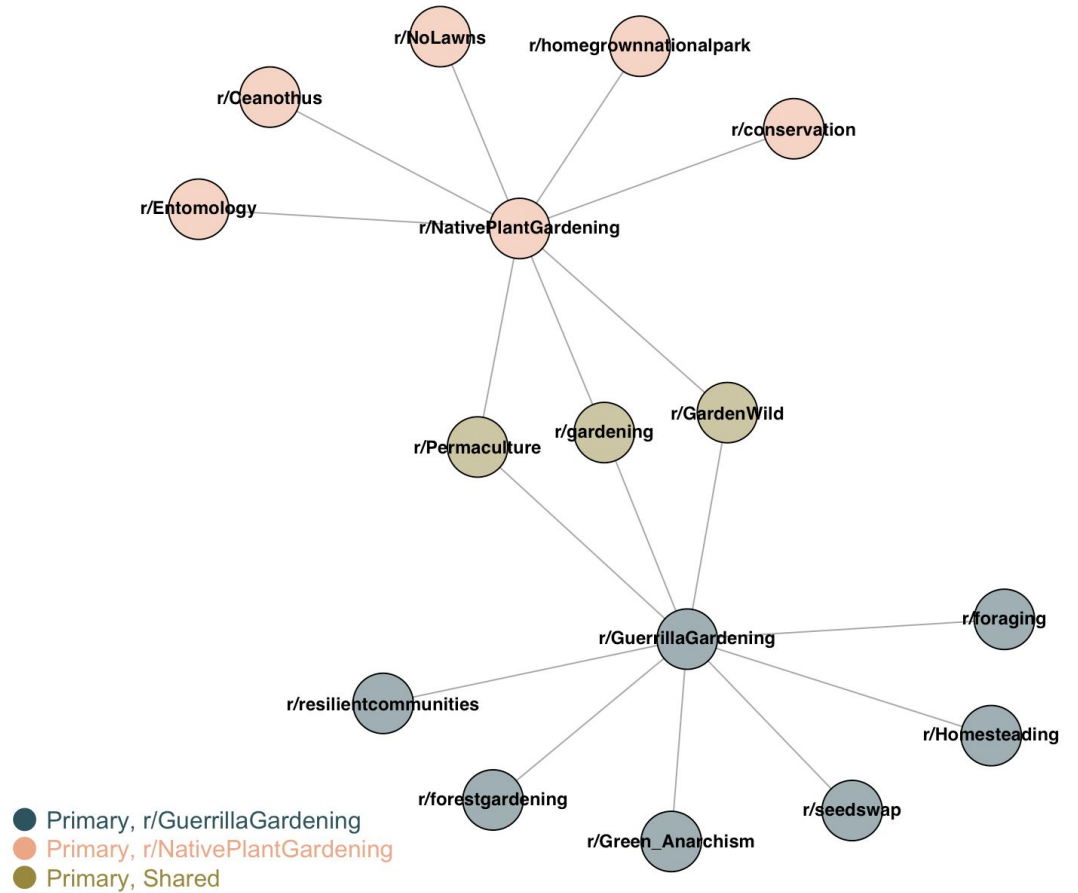 r/NoLawns
r/homegrownnationalpark
r/Ceanothus
r/conservation
r/Entomology
r/NativePlantGardening
r/GardenWild
r/gardening
r/Permaculture
r/foraging
r/GuerrillaGardening
r/resilientcommunities
r/Homesteading
r/forestgardening
r/seedswap
r/Green_Anarchism
Primary, r/GuerrillaGardening
Primary, r/NativePlantGardening
Primary, Shared